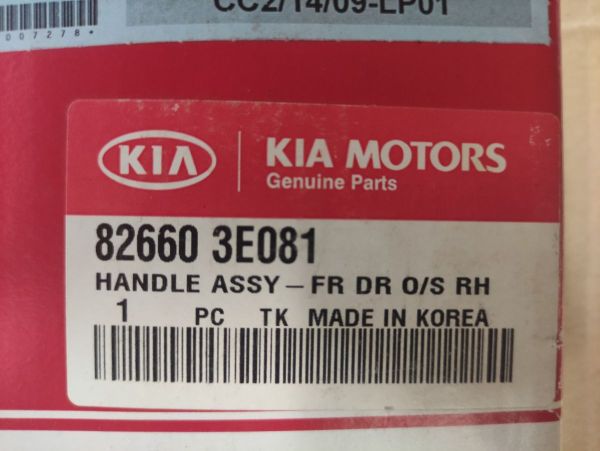 CC2/14/09-LP01
007278*
KIA
KIA MOTORS
Genuine Parts
82660 3E081
HANDLE ASSY-FR DR O/S RH
1 PC TK MADE IN KOREA